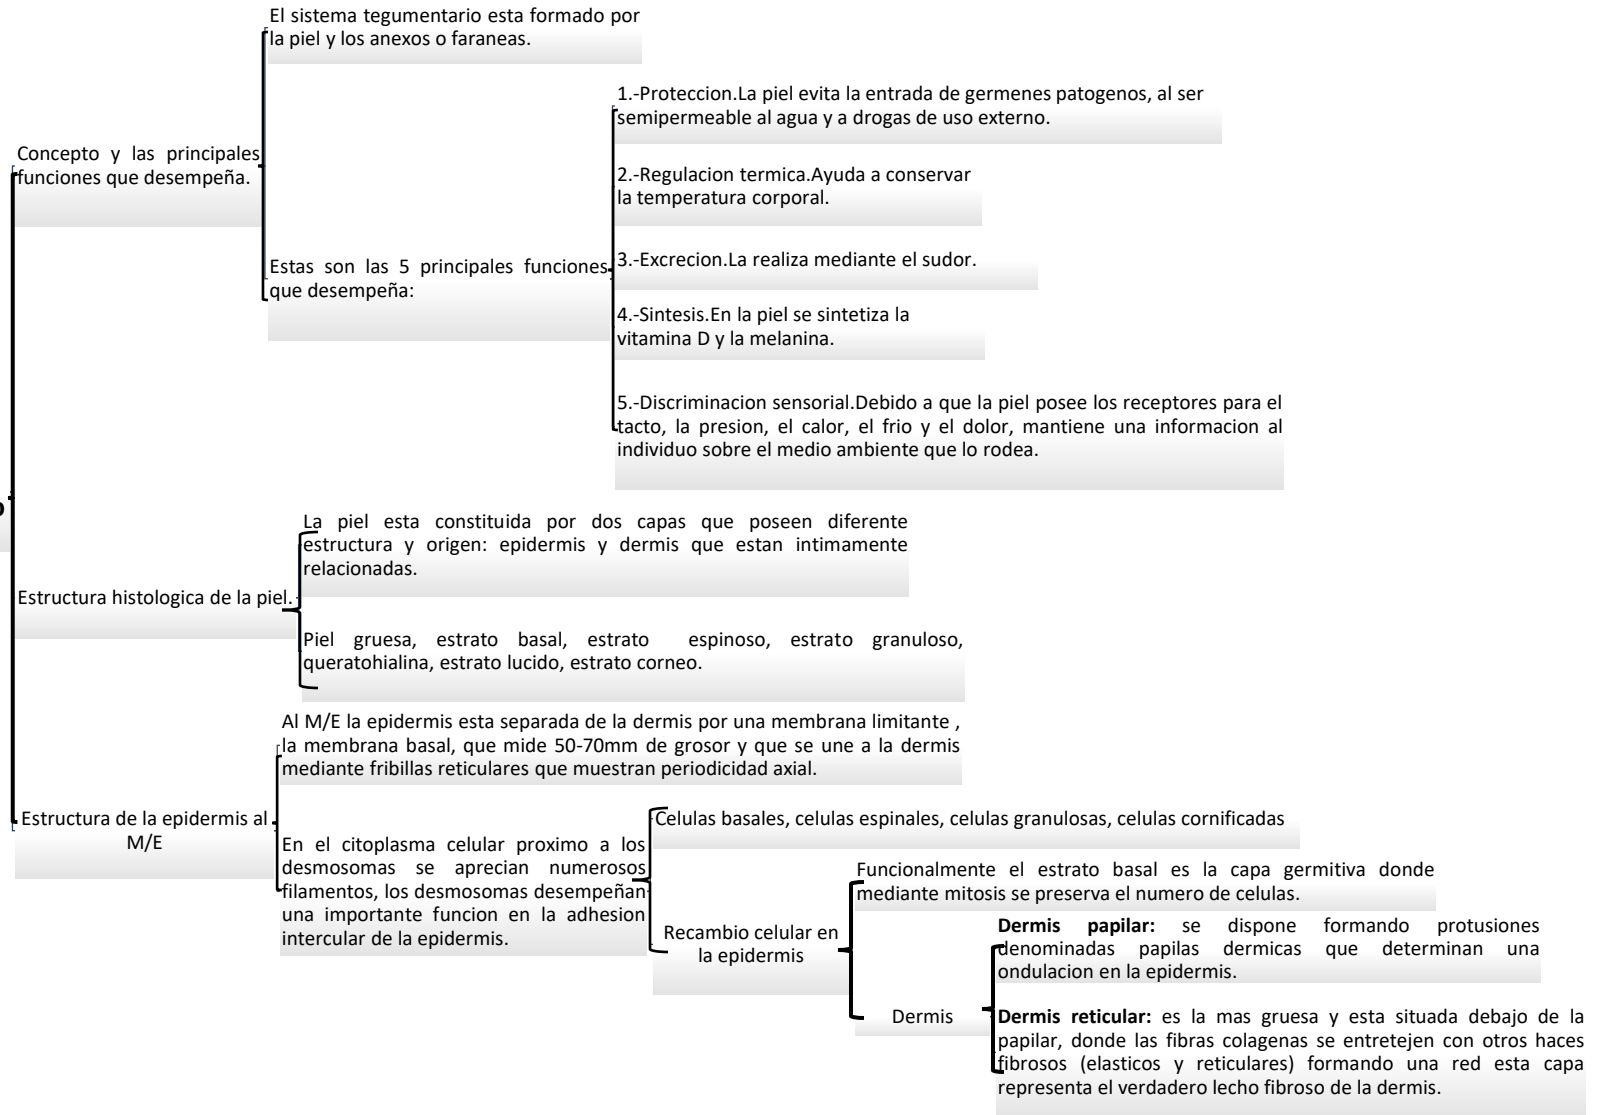 El sistema tegumentario esta formado por
la piel y los anexos o faraneas.
Concepto y las principales
funciones que desempeña.
Estas son las 5 principales funciones
que desempeña:
1.-Proteccion.La piel evita la entrada de germenes patogenos, al ser
semipermeable al agua y a drogas de uso externo.
2.-Regulacion termica.Ayuda a conservar
la temperatura corporal.
3.-Excrecion.La realiza mediante el sudor.
4.-Sintesis.En la piel se sintetiza la
vitamina D y la melanina.
5.-Discriminacion sensorial.Debido a que la piel posee los receptores para el
tacto, la presion, el calor, el frio y el dolor, mantiene una informacion al
individuo sobre el medio ambiente que lo rodea.
Estructura histologica de la piel.
La piel esta constituida por dos capas que poseen diferente
estructura y origen: epidermis y dermis que estan intimamente
relacionadas.
Piel gruesa, estrato basal, estrato espinoso, estrato granuloso,
queratohialina, estrato lucido, estrato corneo.
Estructura de la epidermis al
M/E
Al M/E la epidermis esta separada de la dermis por una membrana limitante ,
la membrana basal, que mide 50-70mm de grosor y que se une a la dermis
mediante fribillas reticulares que muestran periodicidad axial.
En el citoplasma celular proximo a los
desmosomas se aprecian numerosos
filamentos, los desmosomas desempeñan
una importante funcion en la adhesion
intercular de la epidermis.
Celulas basales, celulas espinales, celulas granulosas, celulas cornificadas
Recambio celular en
la epidermis
Funcionalmente el estrato basal es la capa germitiva donde
mediante mitosis se preserva el numero de celulas.
Dermis
Dermis papilar: se dispone formando protusiones
denominadas papilas dermicas que determinan una
ondulacion en la epidermis.
Dermis reticular: es la mas gruesa y esta situada debajo de la
papilar, donde las fibras colagenas se entretejen con otros haces
fibrosos (elasticos y reticulares) formando una red esta capa
representa el verdadero lecho fibroso de la dermis.